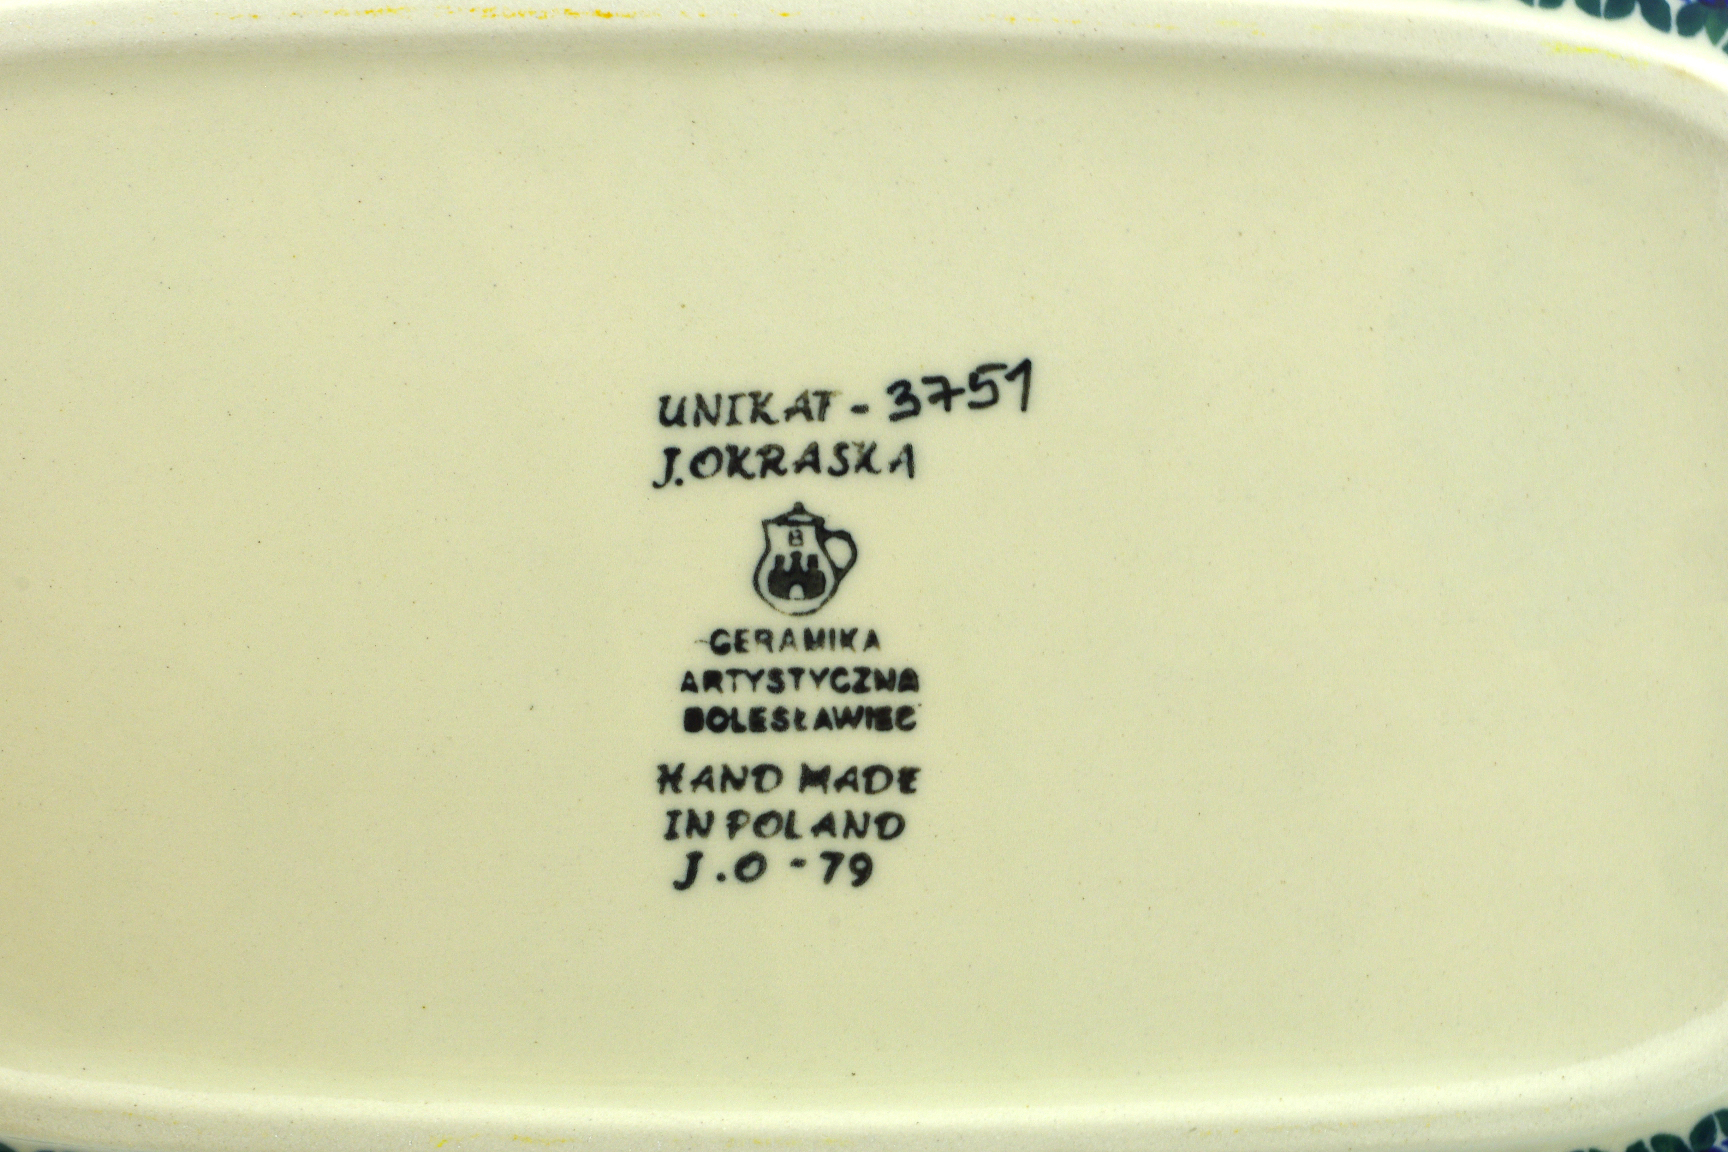 UNIKAT - 3751
J. OKRASKA
B
CERAMIKA
ARTYSTYCZNA
BOLESŁAWIEC
HAND MADE
IN POLAND
J.O - 79